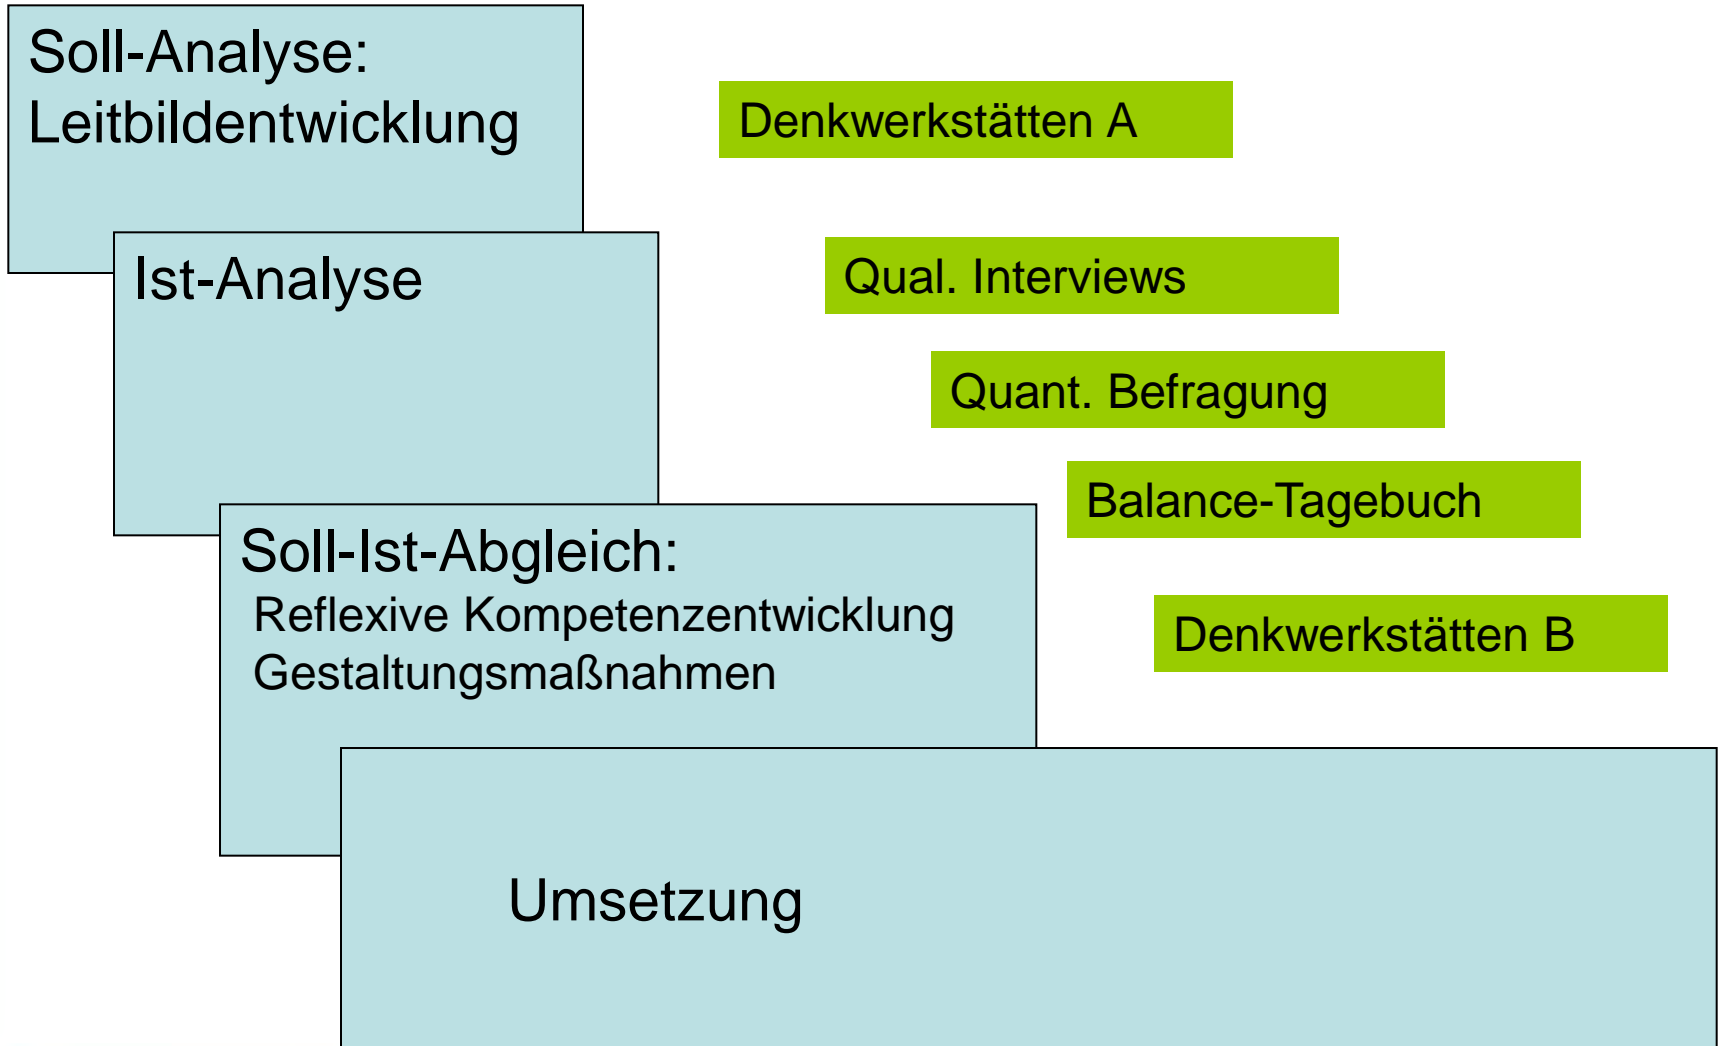 Soll-Analyse:
Leitbildentwicklung
Denkwerkstätten A
Ist-Analyse
Qual. Interviews
Quant. Befragung
Balance-Tagebuch
Soll-Ist-Abgleich:
Reflexive Kompetenzentwicklung
Gestaltungsmaßnahmen
Denkwerkstätten B
Umsetzung